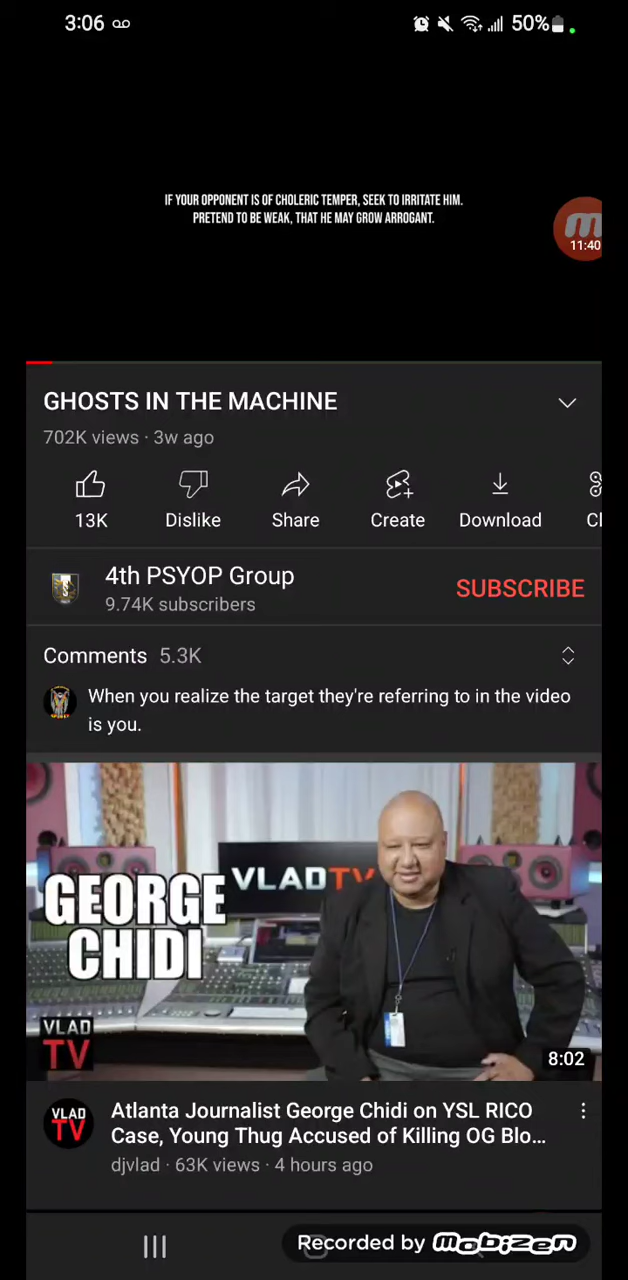 3:06
50%
IF YOUR OPPONENT IS OF CHOLERIC TEMPER, SEEK TO IRRITATE HIM.
PRETEND TO BE WEAK, THAT HE MAY GROW ARROGANT.
11:40
GHOSTS IN THE MACHINE
702K views · 3w ago
13K Dislike Share Create Download Cl
4th PSYOP Group
9.74K subscribers
SUBSCRIBE
Comments 5.3K
When you realize the target they're referring to in the video
is you.
VLADTV
GEORGE
CHIDI
VLAD
TV
8:02
VLAD
TV
Atlanta Journalist George Chidi on YSL RICO
Case, Young Thug Accused of Killing OG Blo...
djvlad · 63K views · 4 hours ago
Recorded by Mobizen